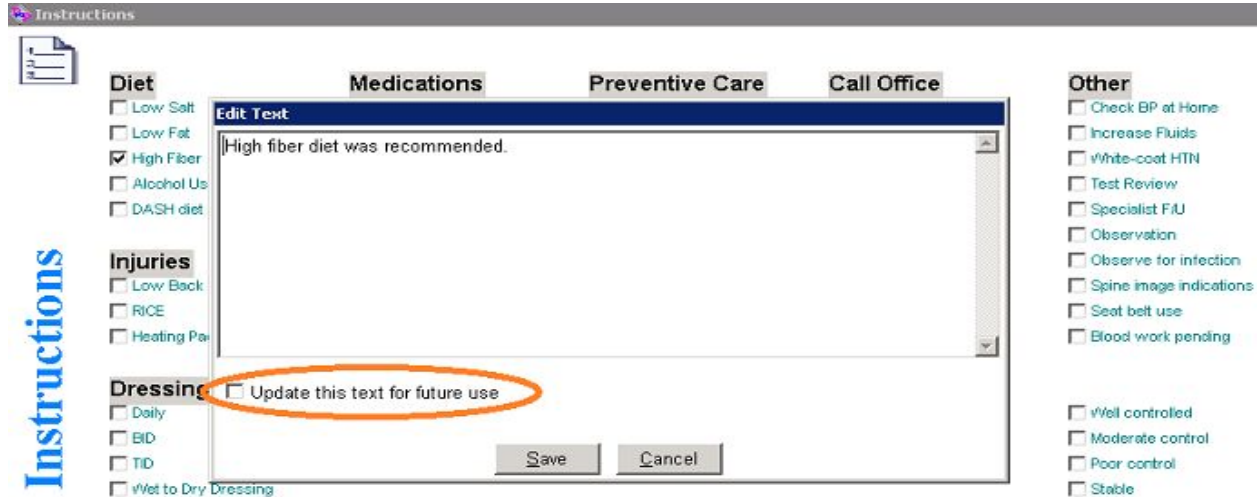 Instructions
Diet Medications Preventive Care Call Office Other
Low Salt
Low Fat
High Fiber
Alcohol Us
DASH diet
Injuries
Low Back
RICE
Heating Pa
Dressing
Daily
BID
TID
Wet to Dry Dressing
Edit Text
High fiber diet was recommended.
Update this text for future use
Save Cancel
Check BP at Home
Increase Fluids
White-coat HTN
Test Review
Specialist F/U
Observation
Observe for infection
Spine image indications
Seat belt use
Blood work pending
Well controlled
Moderate control
Poor control
Stable
Instructions